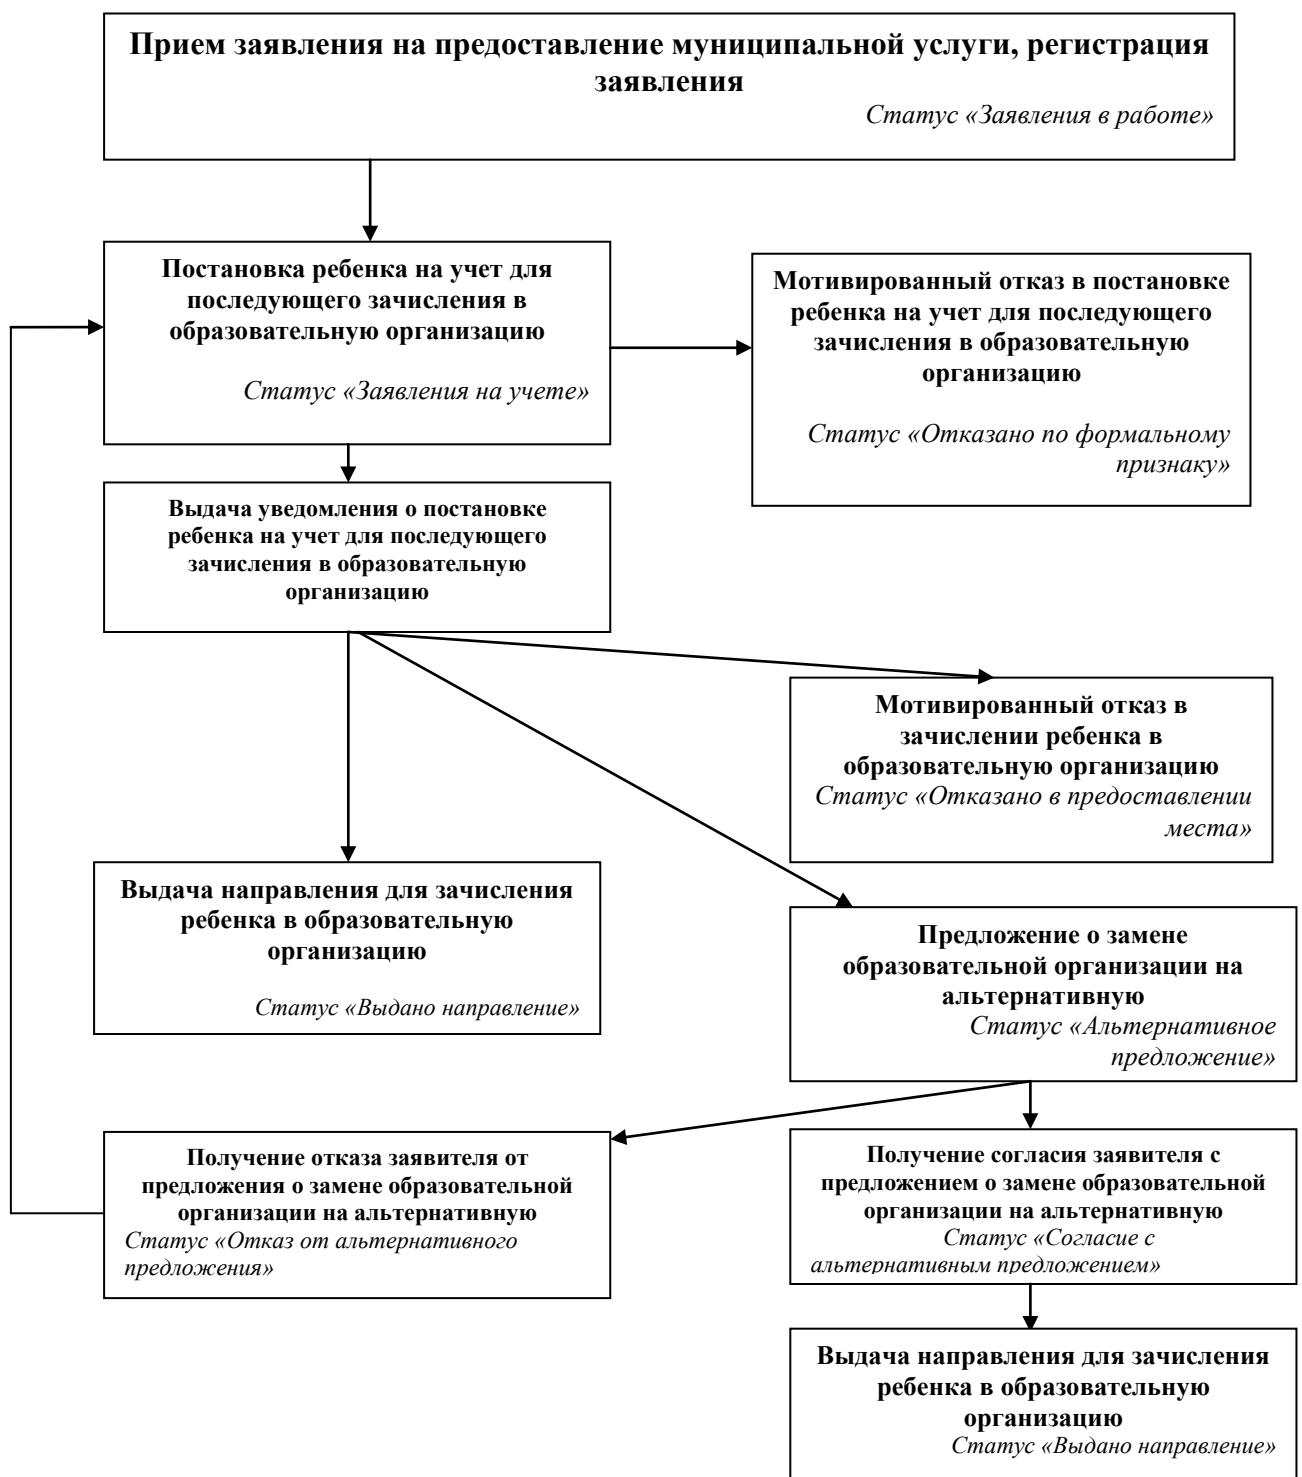 Прием заявления на предоставление муниципальной услуги, регистрация
заявления
Статус «Заявления в работе»
Постановка ребенка на учет для
последующего зачисления в
образовательную организацию
Статус «Заявления на учете»
Мотивированный отказ в постановке
ребенка на учет для последующего
зачисления в образовательную
организацию
Статус «Отказано по формальному
признаку»
Выдача уведомления о постановке
ребенка на учет для последующего
зачисления в образовательную
организацию
Мотивированный отказ в
зачислении ребенка в
образовательную организацию
Статус «Отказано в предоставлении
места»
Выдача направления для зачисления
ребенка в образовательную
организацию
Статус «Выдано направление»
Предложение о замене
образовательной организации на
альтернативную
Статус «Альтернативное
предложение»
Получение отказа заявителя от
предложения о замене образовательной
организации на альтернативную
Статус «Отказ от альтернативного
предложения»
Получение согласия заявителя с
предложением о замене образовательной
организации на альтернативную
Статус «Согласие с
альтернативным предложением»
Выдача направления для зачисления
ребенка в образовательную
организацию
Статус «Выдано направление»